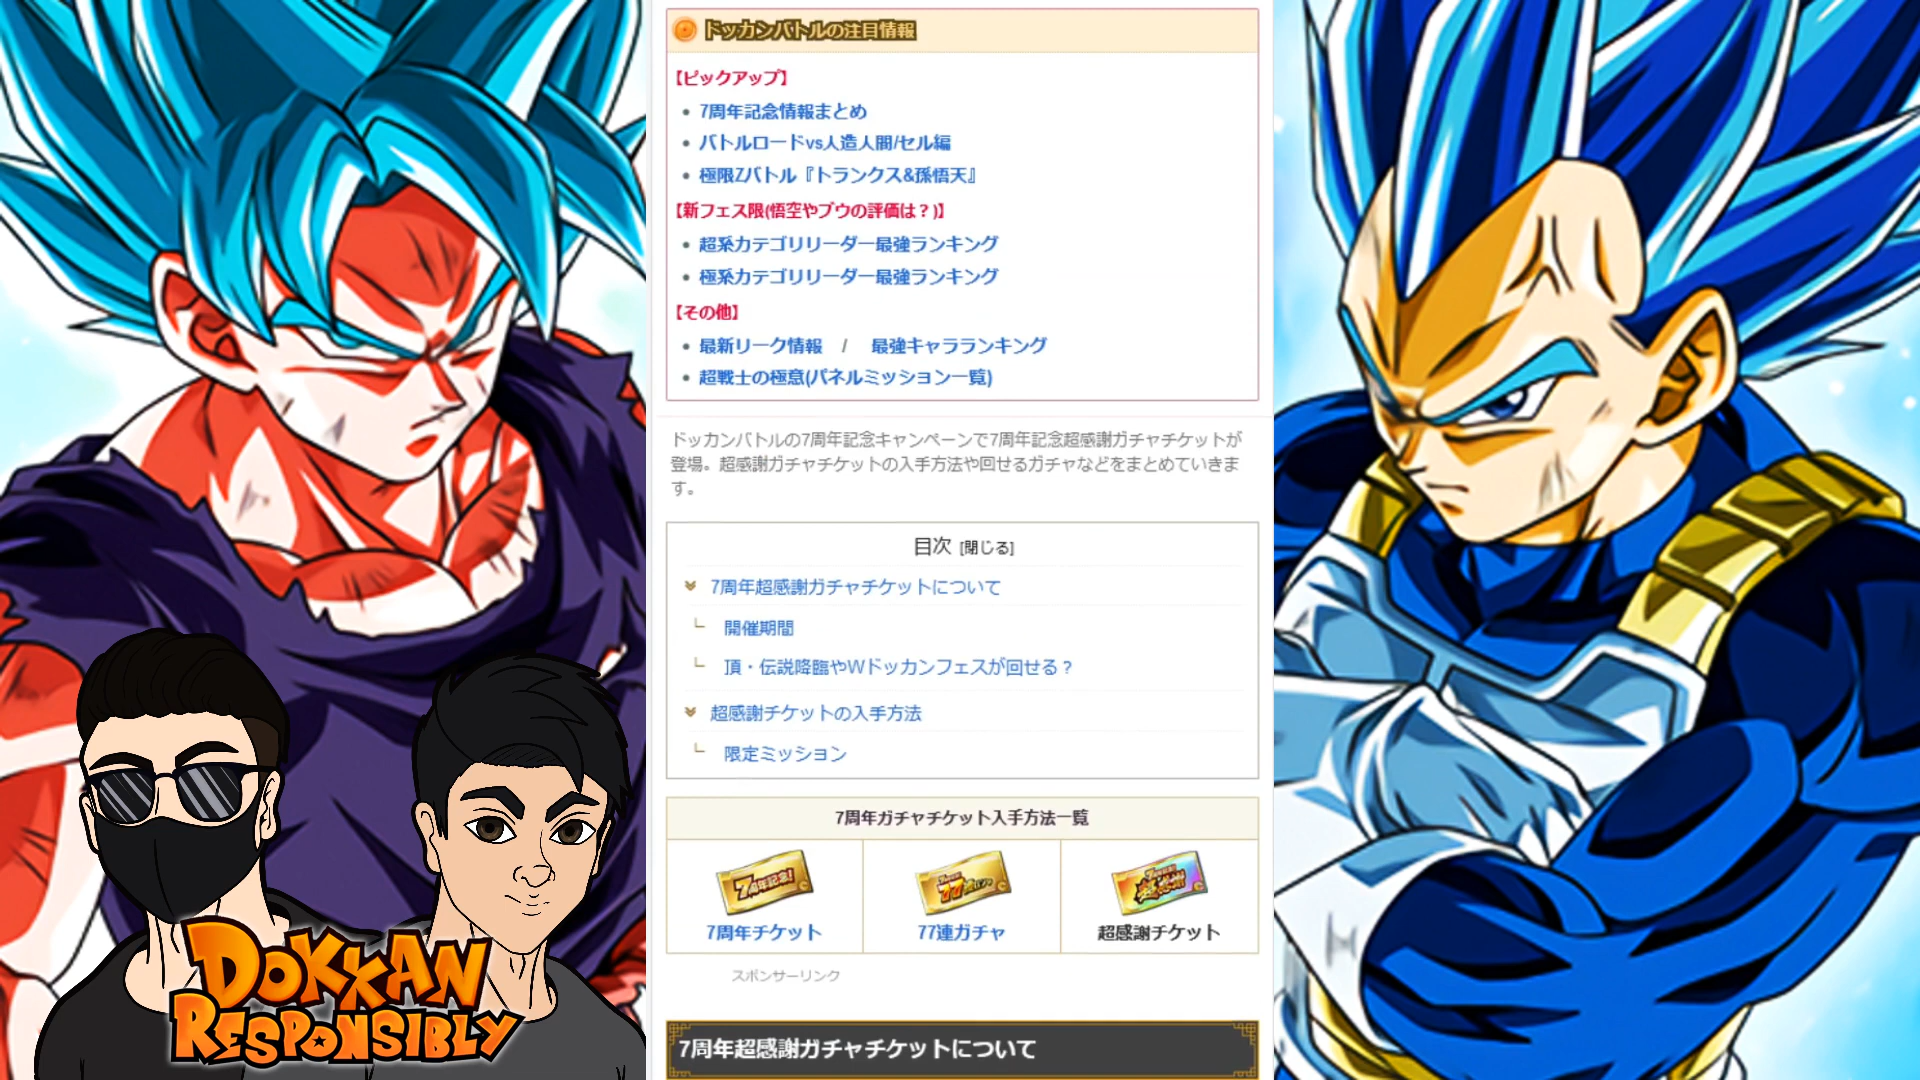 ドッカンバトルの注目情報
【ピックアップ】
7周年記念情報まとめ
バトルロードvs人造人間/セル編
極限Zバトル『トランクス&孫悟天』
【新フェス限(悟空やブウの評価は？)】
超系カテゴリリーダー最強ランキング
極系カテゴリリーダー最強ランキング
【その他】
最新リーク情報 / 最強キャラランキング
超戦士の極意(パネルミッション一覧)
ドッカンバトルの7周年記念キャンペーンで7周年記念超感謝ガチャチケットが
登場。超感謝ガチャチケットの入手方法や回せるガチャなどをまとめていきま
す。
目次 [閉じる]
7周年超感謝ガチャチケットについて
開催期間
頂・伝説降臨やWドッカンフェスが回せる？
超感謝チケットの入手方法
限定ミッション
7周年ガチャチケット入手方法一覧
7周年記念!
77連
超感謝
7周年チケット
77連ガチャ
超感謝チケット
スポンサーリンク
7周年超感謝ガチャチケットについて
DOKKAN
RESPONSIBLY